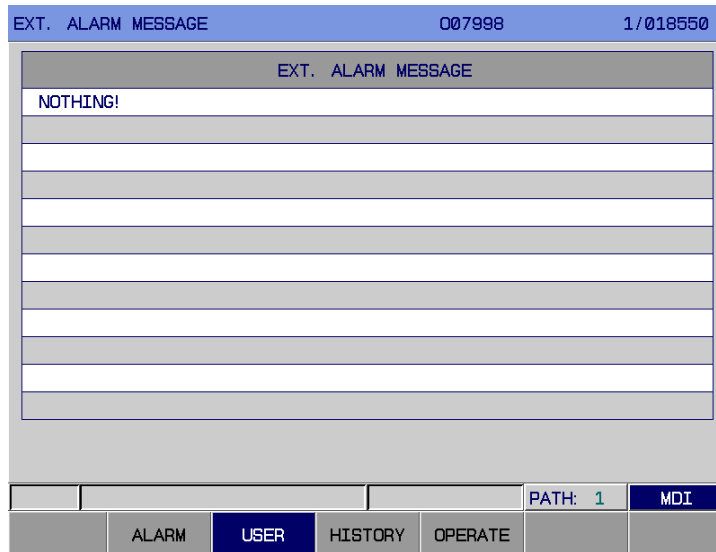 EXT. ALARM MESSAGE O07998 1/018550
EXT. ALARM MESSAGE
NOTHING!
PATH: 1 MDI
ALARM USER HISTORY OPERATE